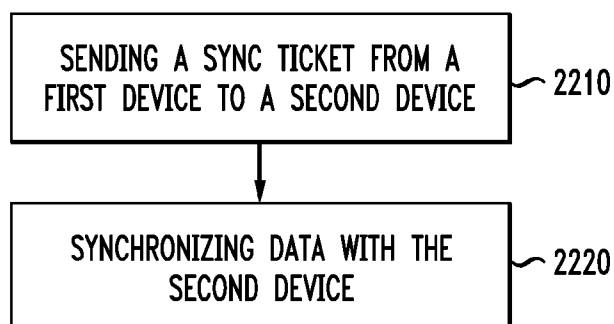 SENDING A SYNC TICKET FROM A
FIRST DEVICE TO A SECOND DEVICE
2210
SYNCHRONIZING DATA WITH THE
SECOND DEVICE
2220